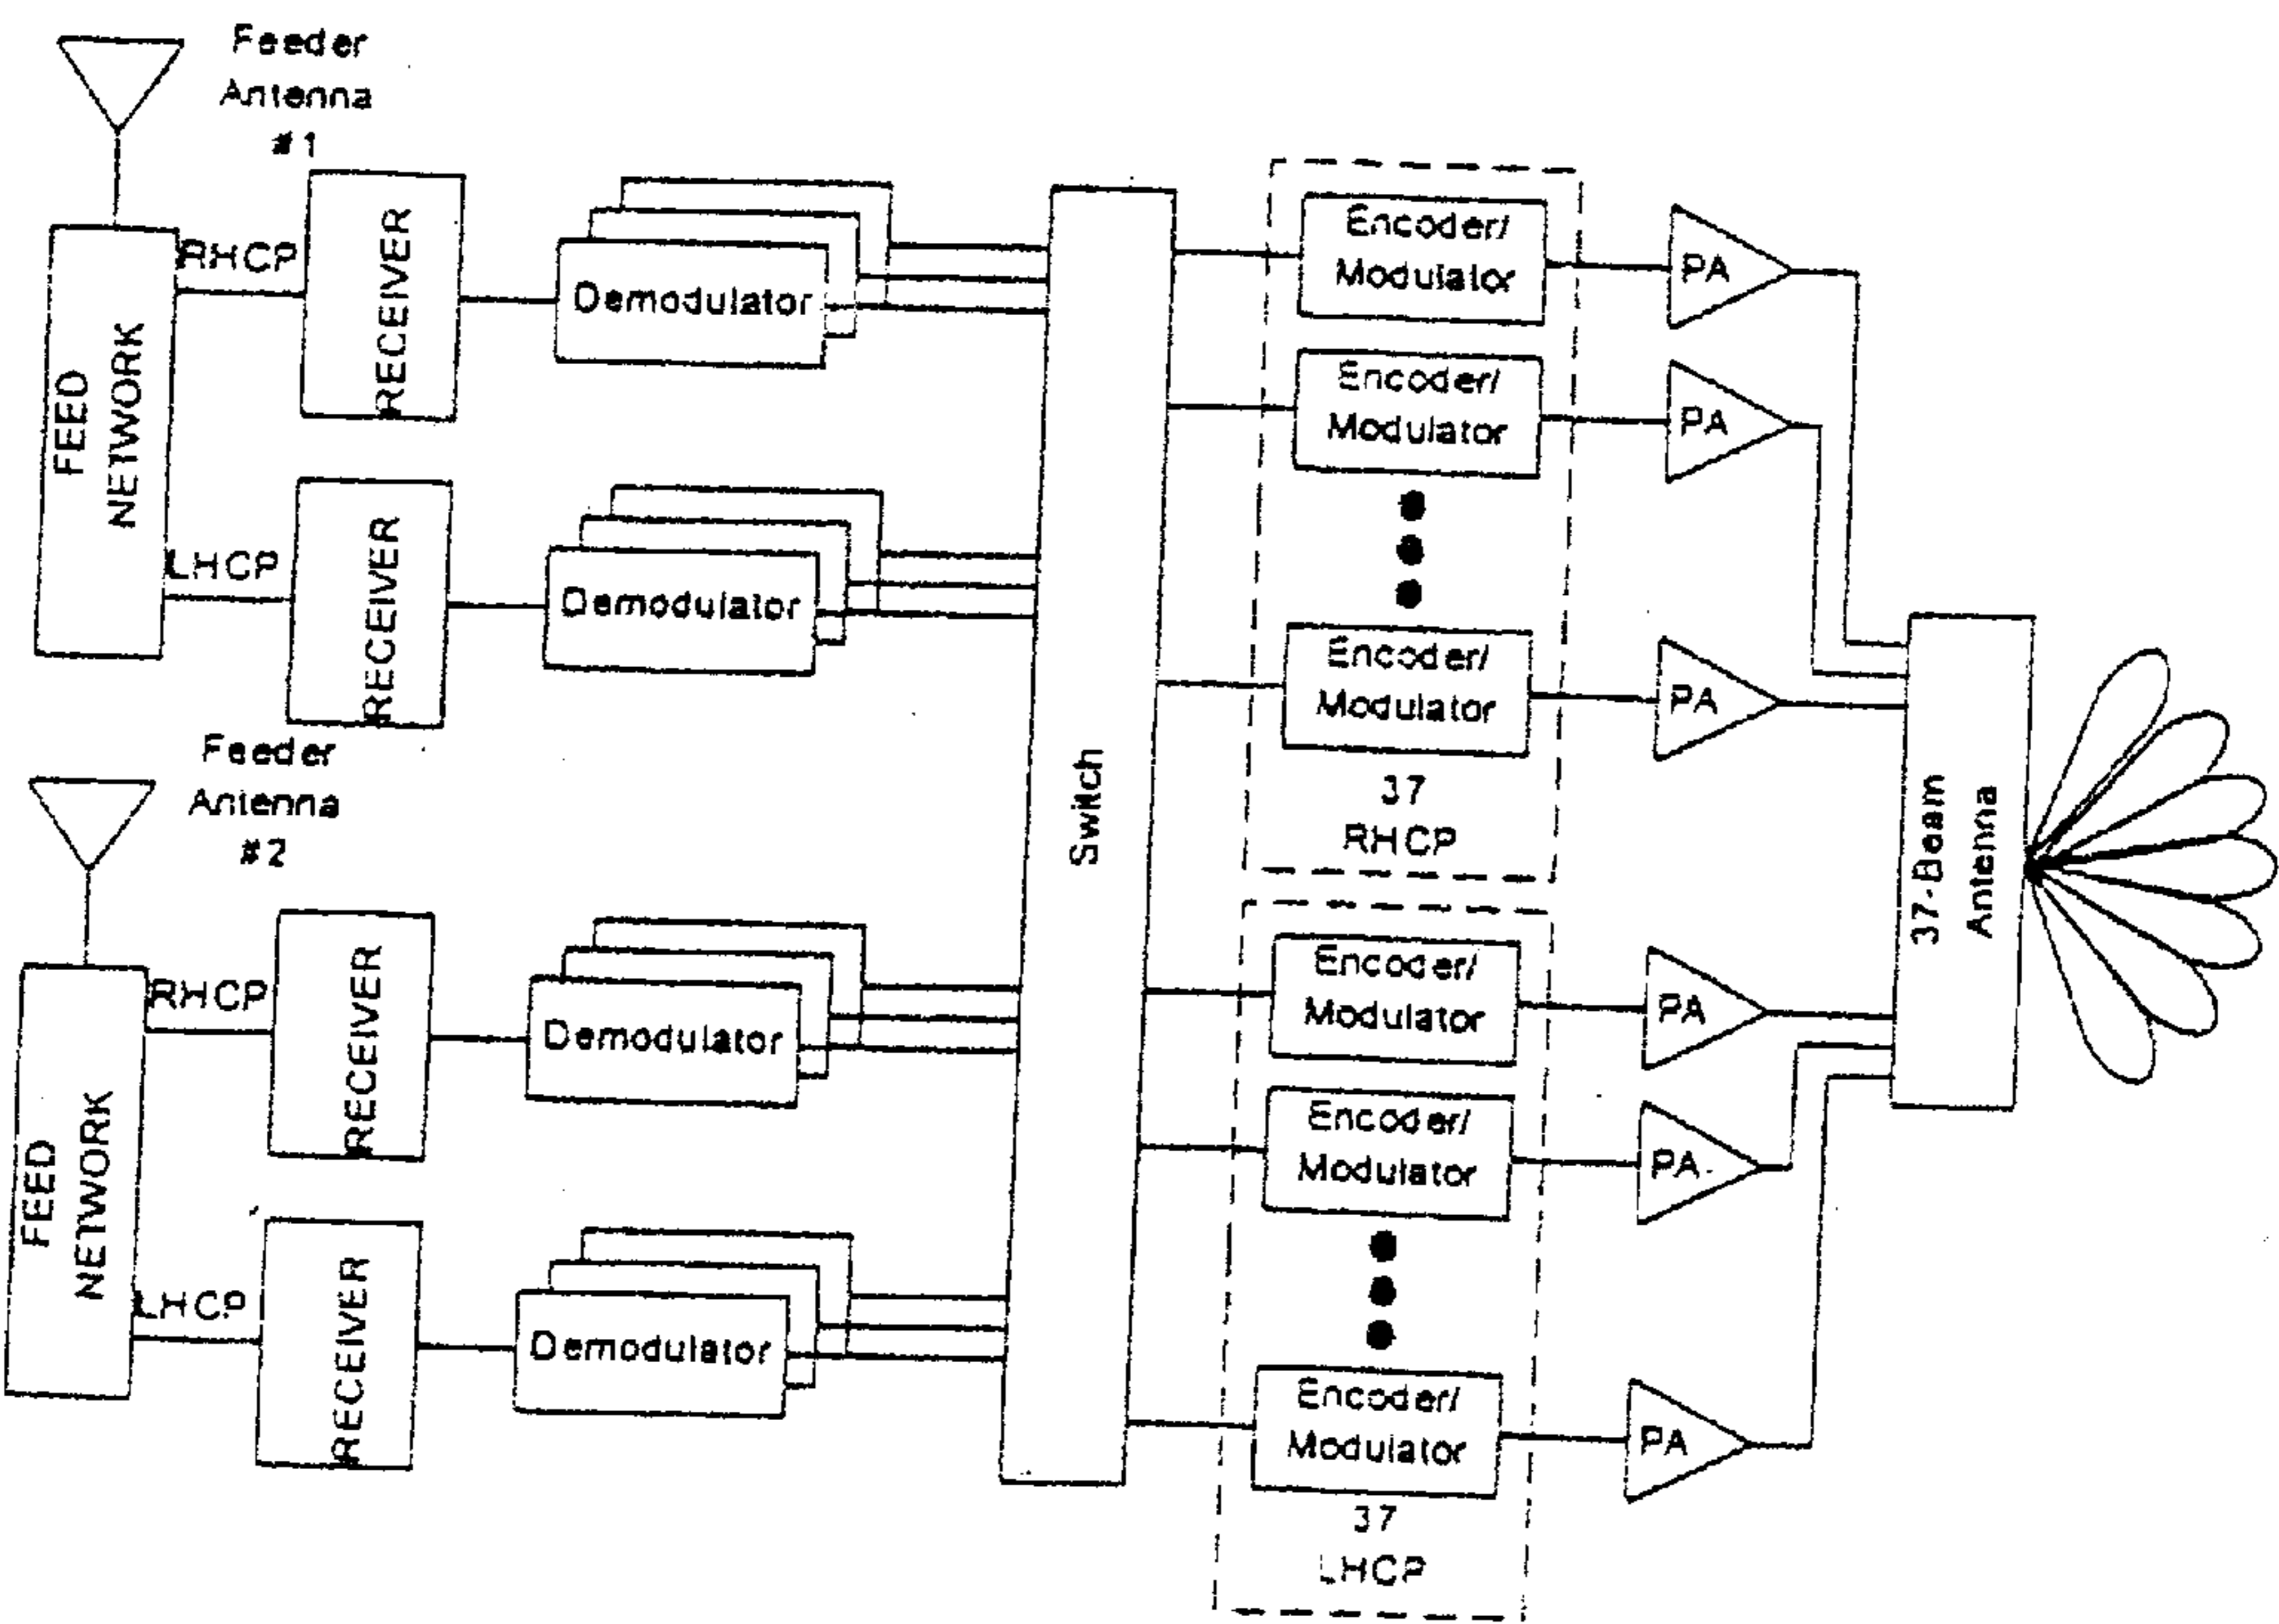 Feeder
Antenna
#1
FEED
NETWORK
RHCP
RECEIVER
Demodulator
LHCP
RECEIVER
Demodulator
Feeder
Antenna
#2
FEED
NETWORK
RHCP
RECEIVER
Demodulator
LHCP
RECEIVER
Demodulator
Switch
Encoder/
Modulator
PA
Encoder/
Modulator
PA
Encoder/
Modulator
PA
37
RHCP
Encoder/
Modulator
PA
Encoder/
Modulator
PA
Encoder/
Modulator
PA
37
LHCP
37-Beam
Antenna